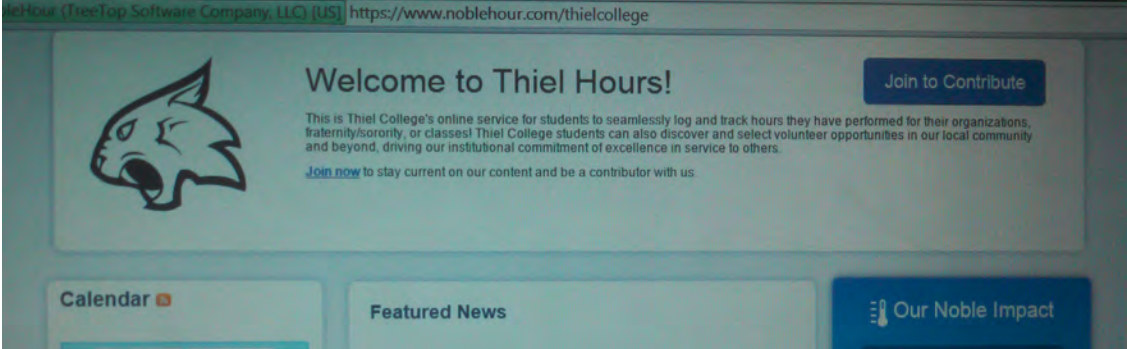 leHour (TreeTop Software Company, LLC) [US] https://www.noblehour.com/thielcollege
Welcome to Thiel Hours!
Join to Contribute
This is Thiel College's online service for students to seamlessly log and track hours they have performed for their organizations,
fraternity/sorority, or classes! Thiel College students can also discover and select volunteer opportunities in our local community
and beyond, driving our institutional commitment of excellence in service to others.
Join now to stay current on our content and be a contributor with us.
Calendar
Featured News
Our Noble Impact